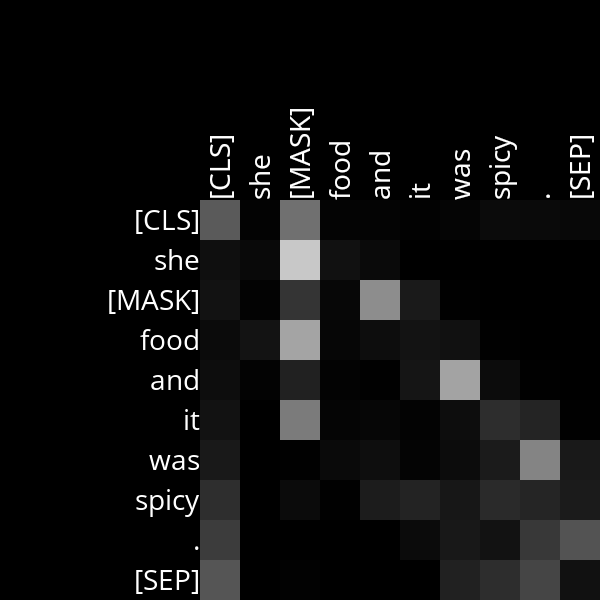 [CLS] she [MASK] food and it was spicy . [SEP]
[CLS]
she
[MASK]
food
and
it
was
spicy
.
[SEP]